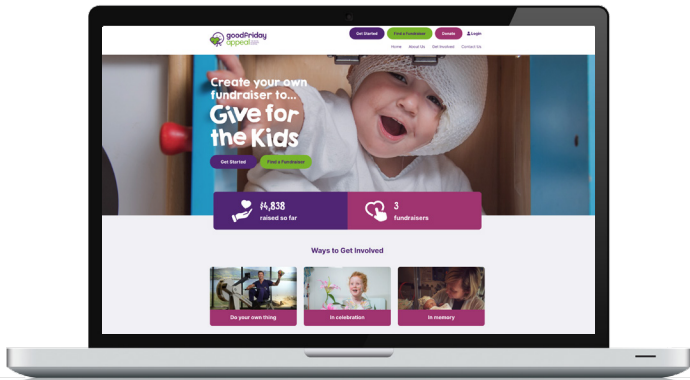 goodfriday
appeal
Get Started
Find a Fundraiser
Donate
Login
Home
About Us
Get Involved
Contact Us
Create your own
fundraiser to...
Give for
the Kids
Get Started
Find a Fundraiser
$4,838
raised so far
3
fundraisers
Ways to Get Involved
Do your own thing
In celebration
In memory